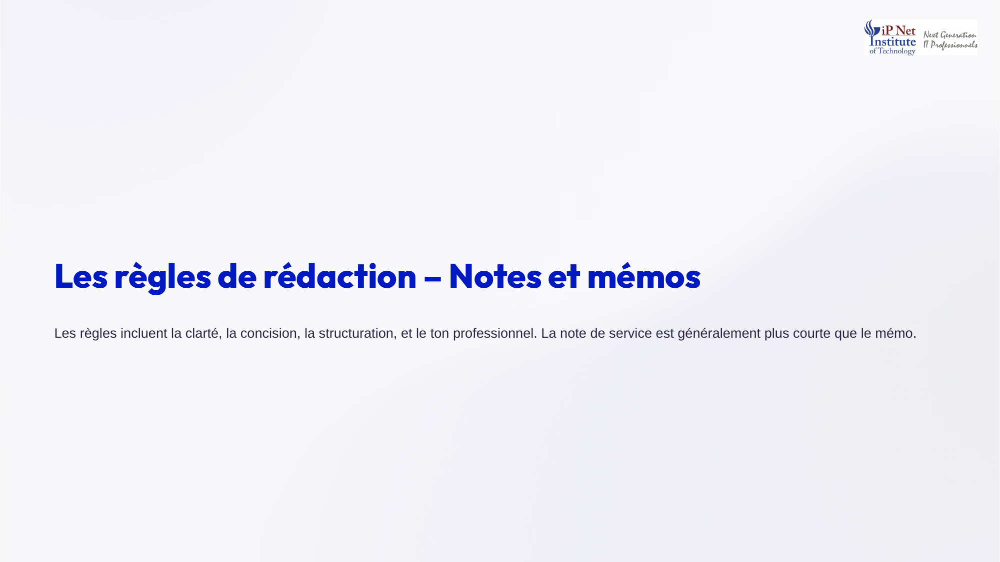 iP Net
Institute
of Technology
Next Generation
IT Professionnels
Les règles de rédaction – Notes et mémos
Les règles incluent la clarté, la concision, la structuration, et le ton professionnel. La note de service est généralement plus courte que le mémo.